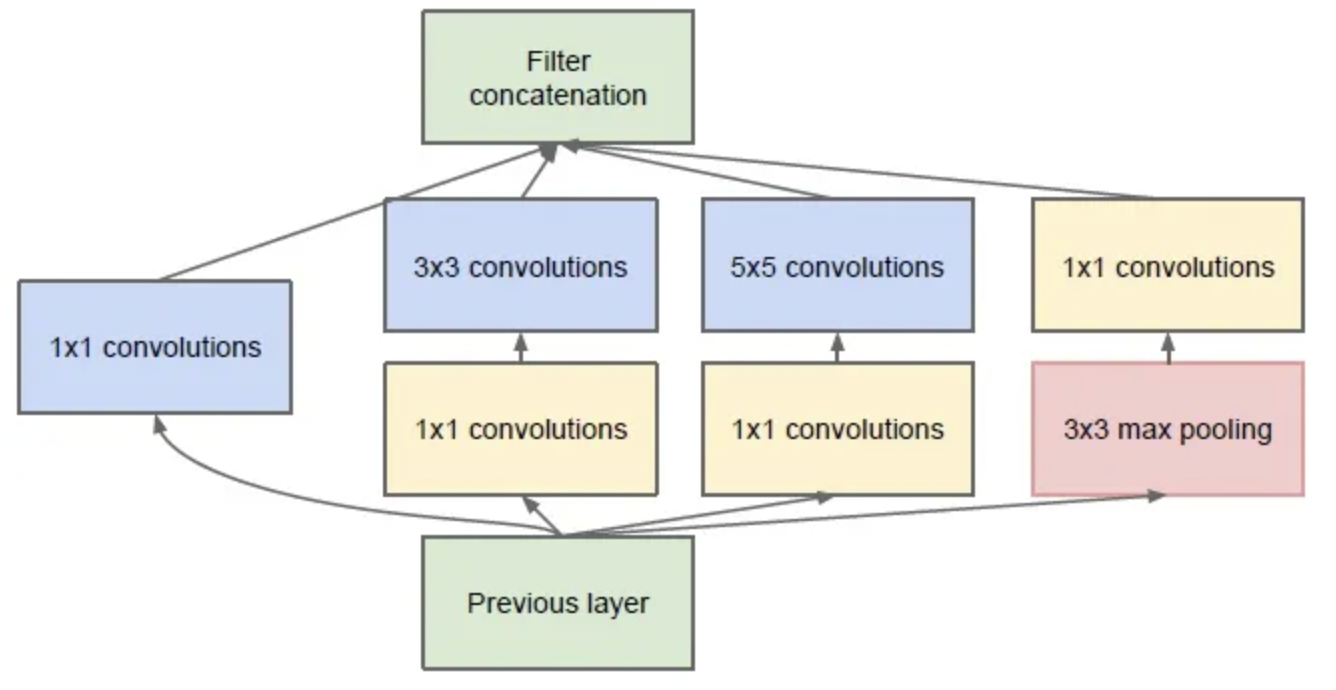 Filter
concatenation
3x3 convolutions
5x5 convolutions
1x1 convolutions
1x1 convolutions
1x1 convolutions
1x1 convolutions
3x3 max pooling
Previous layer